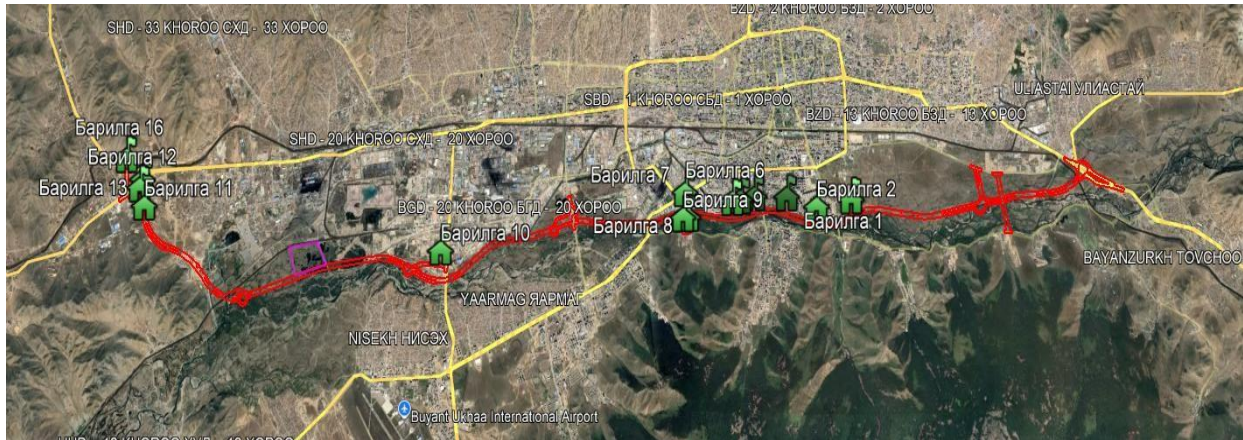 BZD - 2 KHOROO БЗД - 2 ХОРОО
SHD - 33 KHOROO СХД - 33 ХОРОО
ULIASTAI УЛИАСТАЙ
SBD - 1 KHOROO СБД - 1 ХОРОО
BZD - 13 KHOROO БЗД - 13 ХОРОО
Барилга 16
SHD - 20 KHOROO СХД - 20 ХОРОО
Барилга 12
Барилга 7
Барилга 6
Барилга 13
Барилга 11
Барилга 2
Барилга 9
BGD - 20 KHOROO БГД - 20 ХОРОО
Барилга 8
Барилга 1
Барилга 10
BAYANZURKH TOVCHOO
YAARMAG ЯАРМАГ
NISEKH НИСЭХ
Buyant Ukhaa International Airport